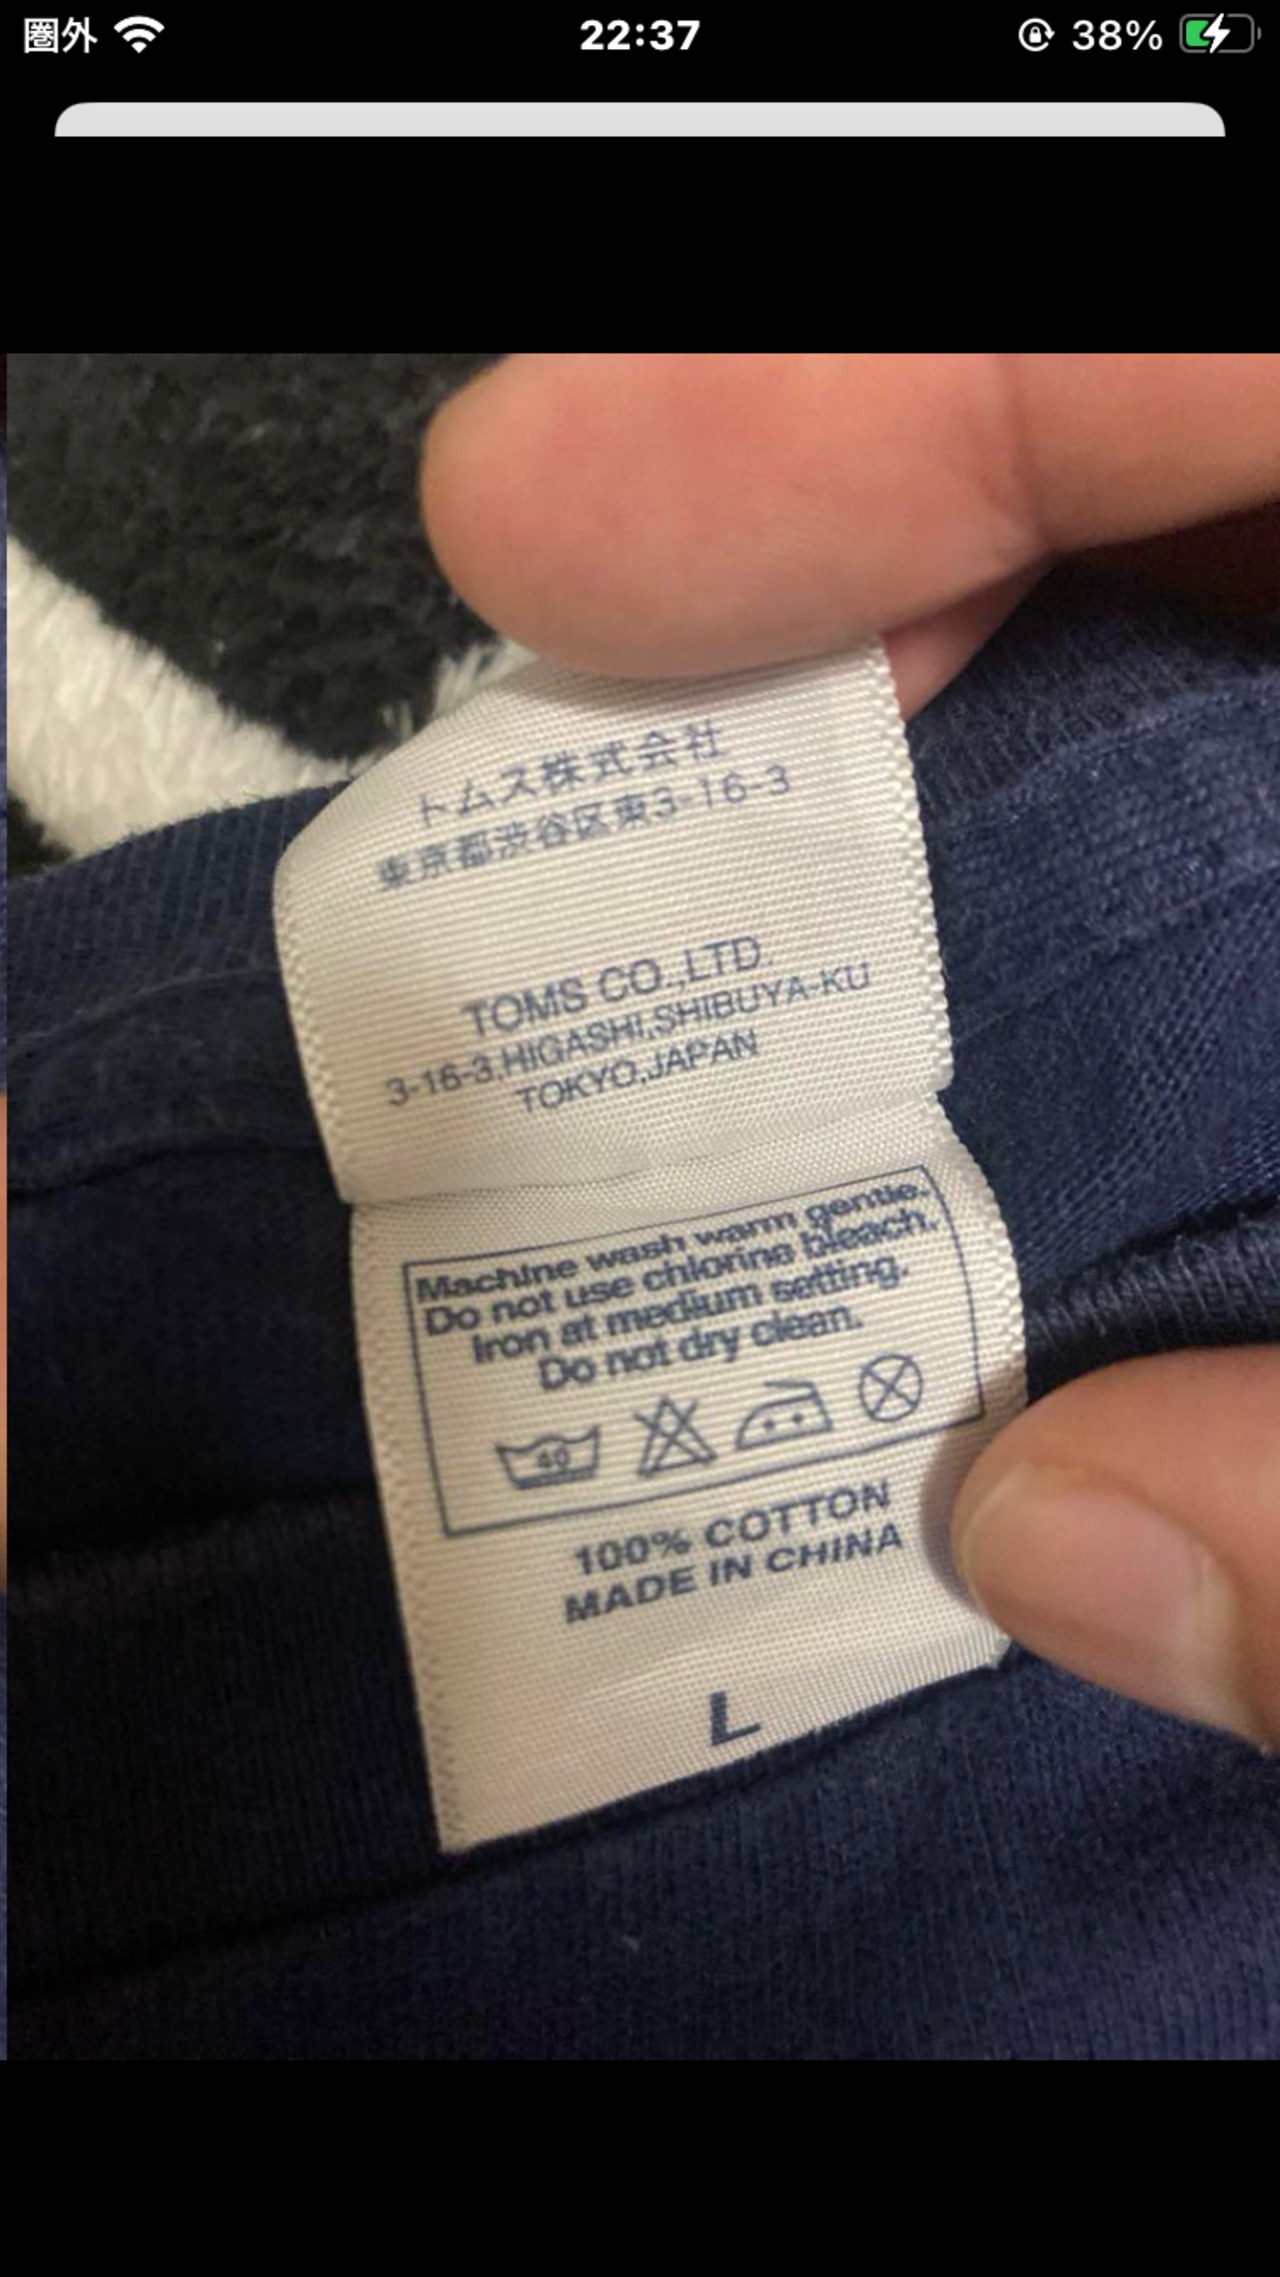 圏外
22:37
38%
トムス株式会社
東京都渋谷区東3-16-3
TOMS CO.,LTD.
3-16-3,HIGASHI,SHIBUYA-KU
TOKYO,JAPAN
Machine wash warm gentle.
Do not use chlorine bleach.
Iron at medium setting.
Do not dry clean.
40
100% COTTON
MADE IN CHINA
L